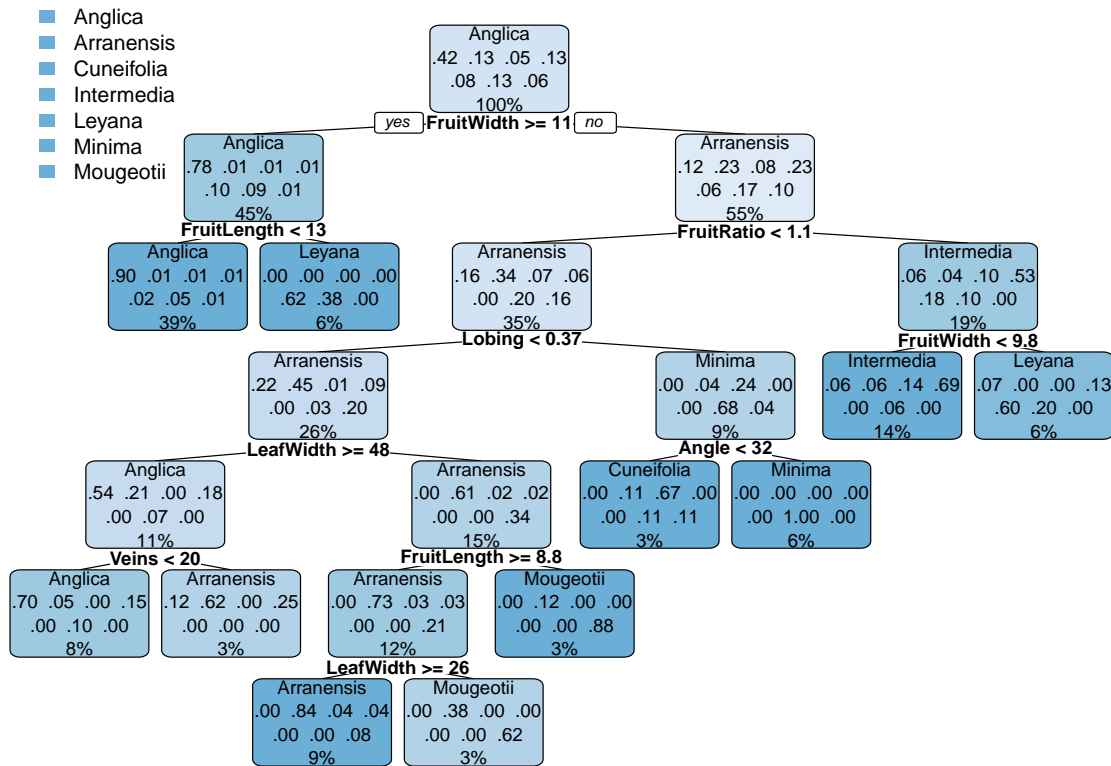 Anglica
Arranensis
Cuneifolia
Intermedia
Leyana
Minima
Mougeotii
Anglica
.42 .13 .05 .13
.08 .13 .06
100%
yes
FruitWidth >= 11
no
Anglica
.78 .01 .01 .01
.10 .09 .01
45%
FruitLength < 13
Arranensis
.12 .23 .08 .23
.06 .17 .10
55%
FruitRatio < 1.1
Anglica
.90 .01 .01 .01
.02 .05 .01
39%
Leyana
.00 .00 .00 .00
.62 .38 .00
6%
Arranensis
.16 .34 .07 .06
.00 .20 .16
35%
Lobing < 0.37
Intermedia
.06 .04 .10 .53
.18 .10 .00
19%
FruitWidth < 9.8
Arranensis
.22 .45 .01 .09
.00 .03 .20
26%
LeafWidth >= 48
Minima
.00 .04 .24 .00
.00 .68 .04
9%
Angle < 32
Intermedia
.06 .06 .14 .69
.00 .06 .00
14%
Leyana
.07 .00 .00 .13
.60 .20 .00
6%
Anglica
.54 .21 .00 .18
.00 .07 .00
11%
Veins < 20
Arranensis
.00 .61 .02 .02
.00 .00 .34
15%
FruitLength >= 8.8
Cuneifolia
.00 .11 .67 .00
.00 .11 .11
3%
Minima
.00 .00 .00 .00
.00 1.00 .00
6%
Anglica
.70 .05 .00 .15
.00 .10 .00
8%
Arranensis
.12 .62 .00 .25
.00 .00 .00
3%
Arranensis
.00 .73 .03 .03
.00 .00 .21
12%
LeafWidth >= 26
Mougeotii
.00 .12 .00 .00
.00 .00 .88
3%
Arranensis
.00 .84 .04 .04
.00 .00 .08
9%
Mougeotii
.00 .38 .00 .00
.00 .00 .62
3%